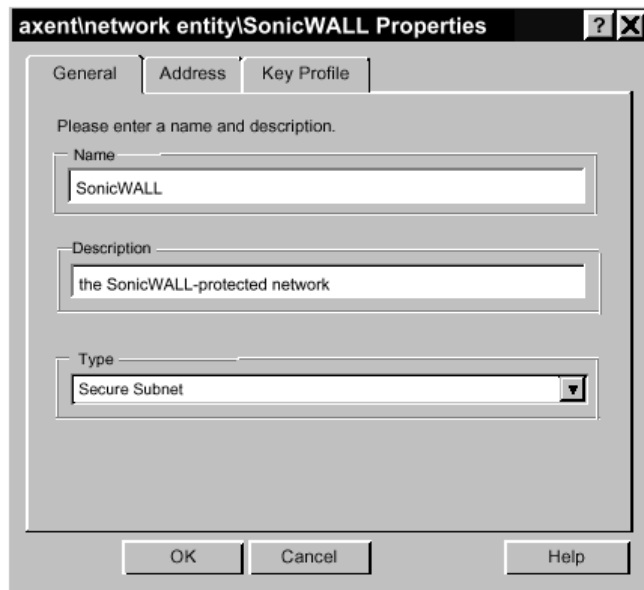 axent\network entity\SonicWALL Properties
? X
General Address Key Profile
Please enter a name and description.
Name
SonicWALL
Description
the SonicWALL-protected network
Type
Secure Subnet
OK Cancel Help